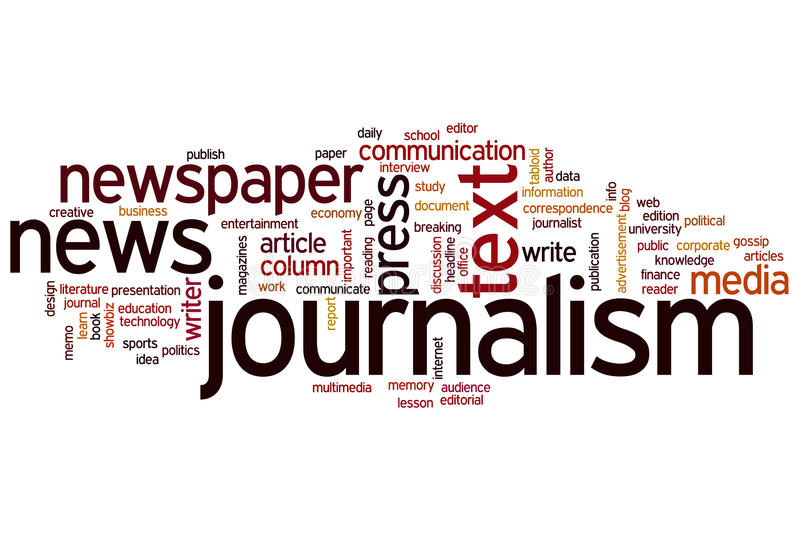 daily
school
editor
publish
paper
communication
tabloid
author
newspaper
interview
text
press
study
data
information
info
blog
creative
business
economy
page
document
correspondence
web
edition
news
entertainment
breaking
journalist
university
political
magazines
article
important
reading
discussion
headline
office
write
publication
advertisement
public
corporate
gossip
column
knowledge
articles
finance
media
design
literature
presentation
writer
work
communicate
reader
journal
memo
learn
book
showbiz
education
technology
report
journalism
sports
politics
idea
internet
multimedia
memory
audience
lesson
editorial